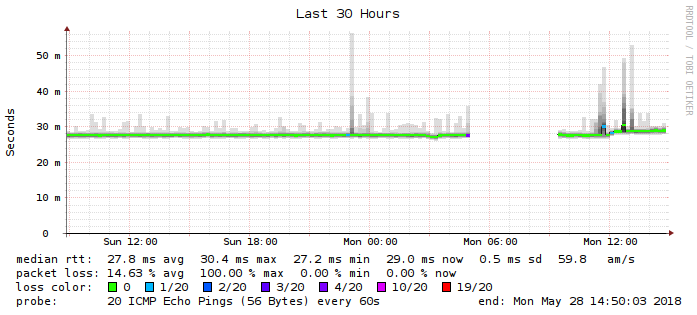 Last 30 Hours
RRDTOOL / TOBI OETIKER
Seconds
50 m
40 m
30 m
20 m
10 m
0
Sun 12:00 Sun 18:00 Mon 00:00 Mon 06:00 Mon 12:00
median rtt: 27.8 ms avg 30.4 ms max 27.2 ms min 29.0 ms now 0.5 ms sd 59.8 am/s
packet loss: 14.63 % avg 100.00 % max 0.00 % min 0.00 % now
loss color: 0 1/20 2/20 3/20 4/20 10/20 19/20
probe: 20 ICMP Echo Pings (56 Bytes) every 60s end: Mon May 28 14:50:03 2018